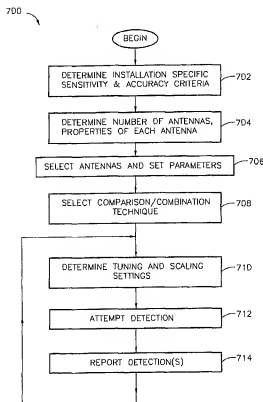 700
BEGIN
DETERMINE INSTALLATION SPECIFIC
SENSITIVITY & ACCURACY CRITERIA
702
DETERMINE NUMBER OF ANTENNAS,
PROPERTIES OF EACH ANTENNA
704
SELECT ANTENNAS AND SET PARAMETERS
706
SELECT COMPARISON/COMBINATION
TECHNIQUE
708
DETERMINE TUNING AND SCALING
SETTINGS
710
ATTEMPT DETECTION
712
REPORT DETECTION(S)
714